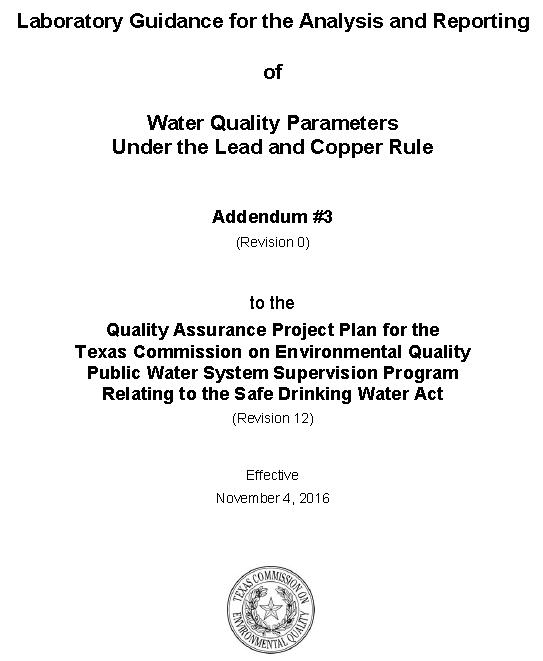 Laboratory Guidance for the Analysis and Reporting
of
Water Quality Parameters
Under the Lead and Copper Rule
Addendum #3
(Revision 0)
to the
Quality Assurance Project Plan for the
Texas Commission on Environmental Quality
Public Water System Supervision Program
Relating to the Safe Drinking Water Act
(Revision 12)
Effective
November 4, 2016
TEXAS COMMISSION ON
ENVIRONMENTAL QUALITY